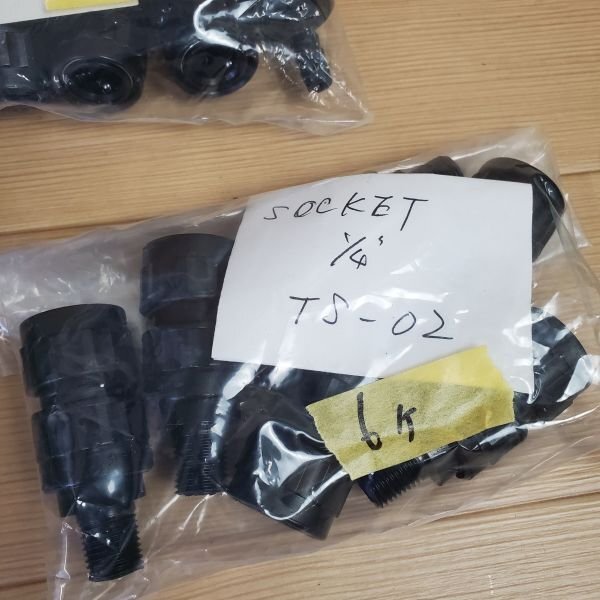 SOCKET
"1/4"
TS-02
6K